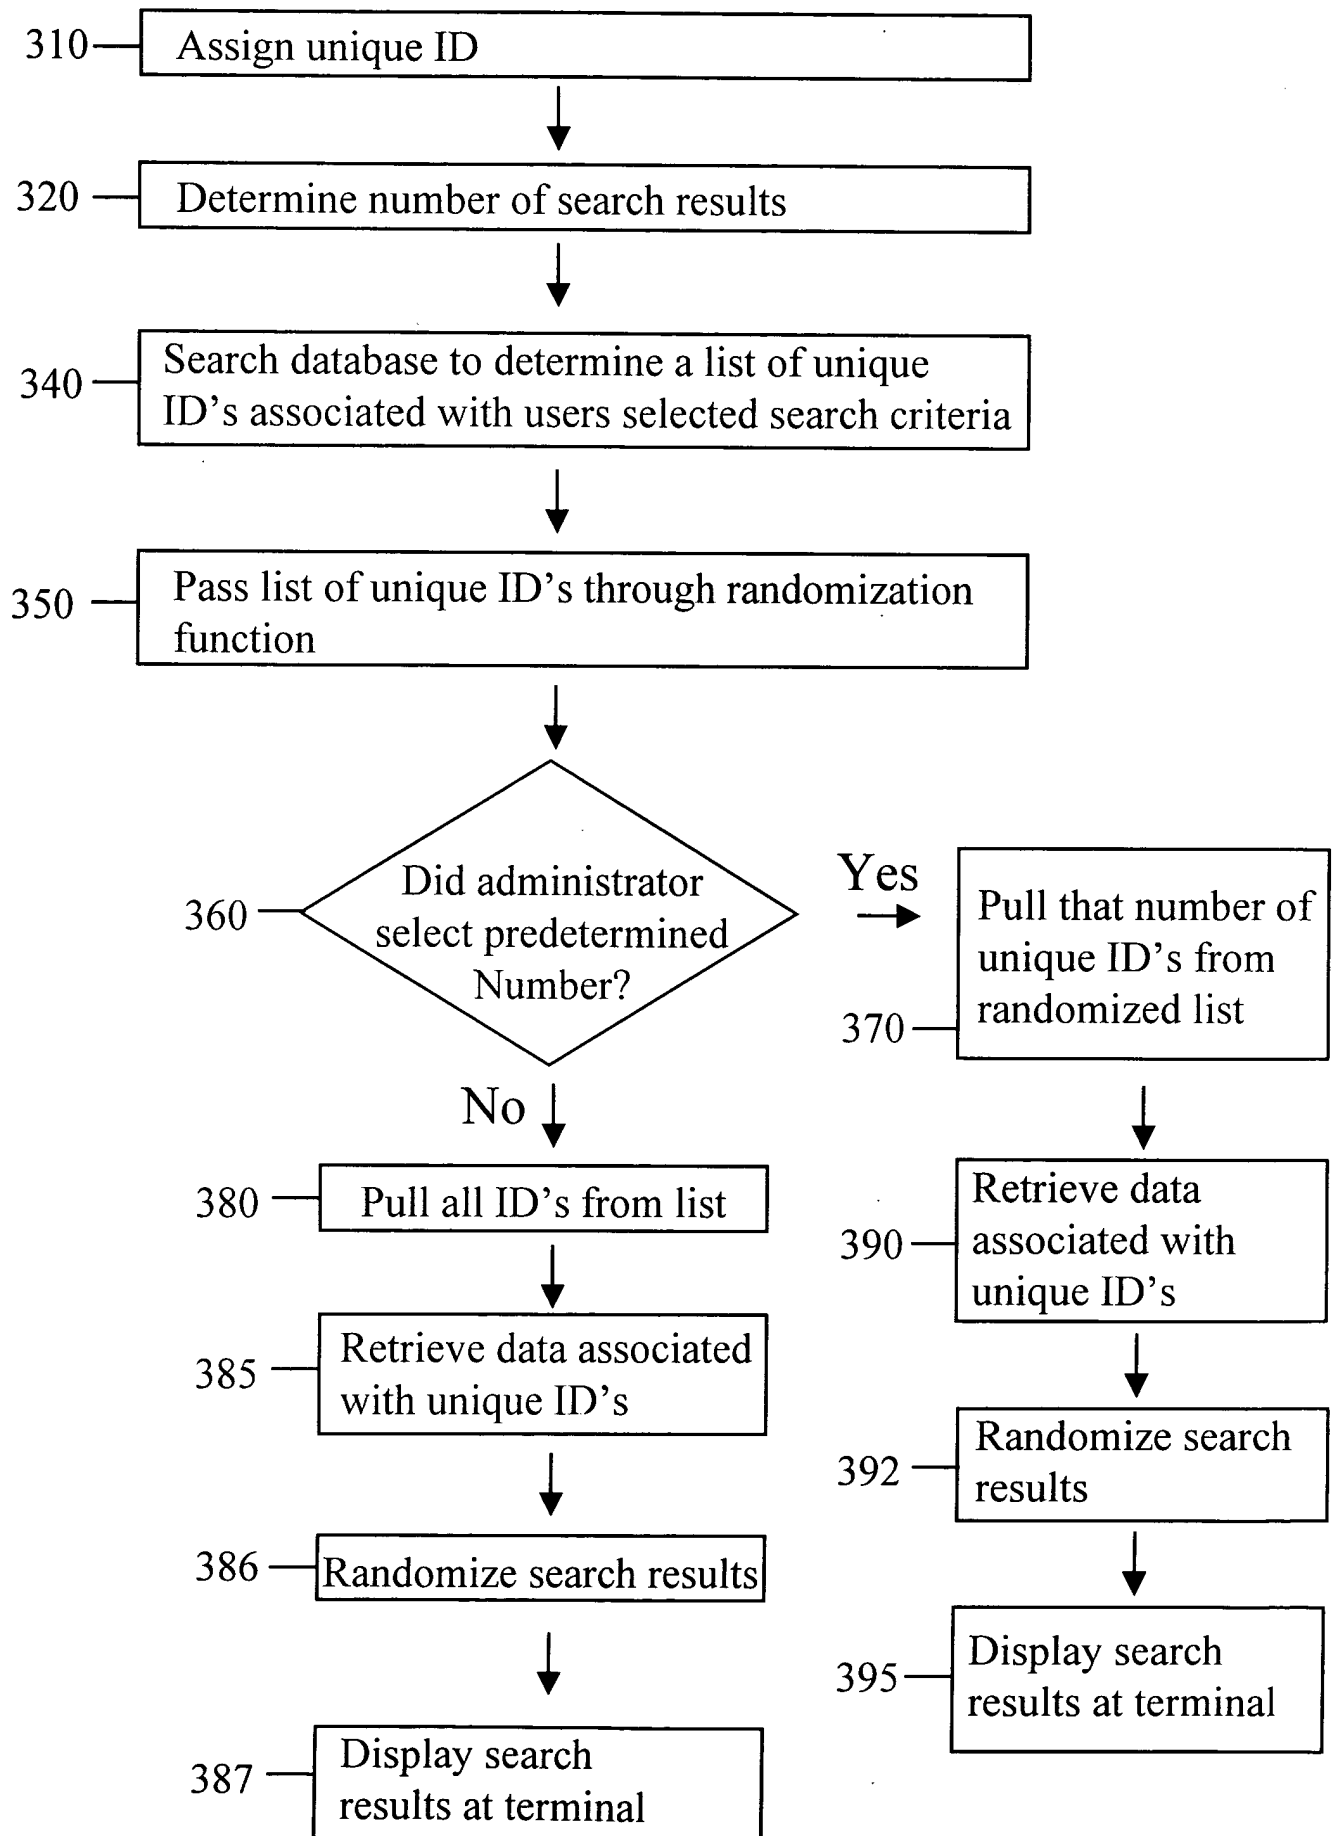 310
Assign unique ID
320
Determine number of search results
340
Search database to determine a list of unique
ID's associated with users selected search criteria
350
Pass list of unique ID's through randomization
function
360
Did administrator
select predetermined
Number?
Yes
370
Pull that number of
unique ID's from
randomized list
No
380
Pull all ID's from list
390
Retrieve data
associated with
unique ID's
385
Retrieve data associated
with unique ID's
392
Randomize search
results
386
Randomize search results
395
Display search
results at terminal
387
Display search
results at terminal